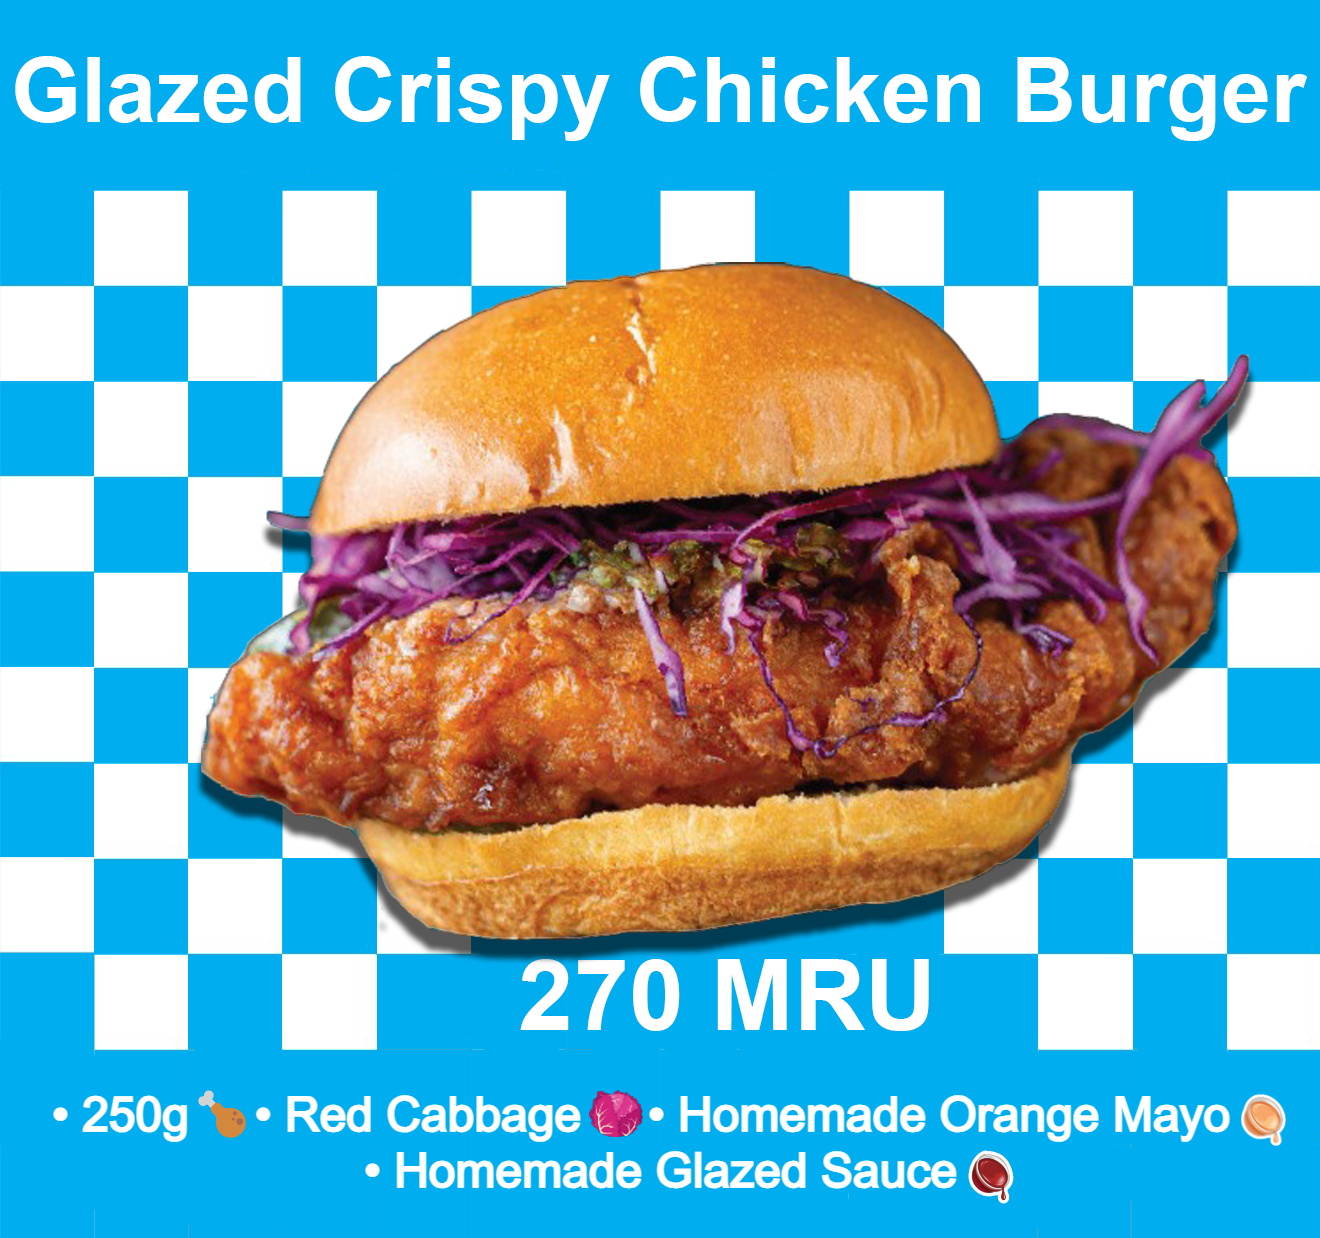 Glazed Crispy Chicken Burger
270 MRU
• 250g • Red Cabbage • Homemade Orange Mayo
• Homemade Glazed Sauce